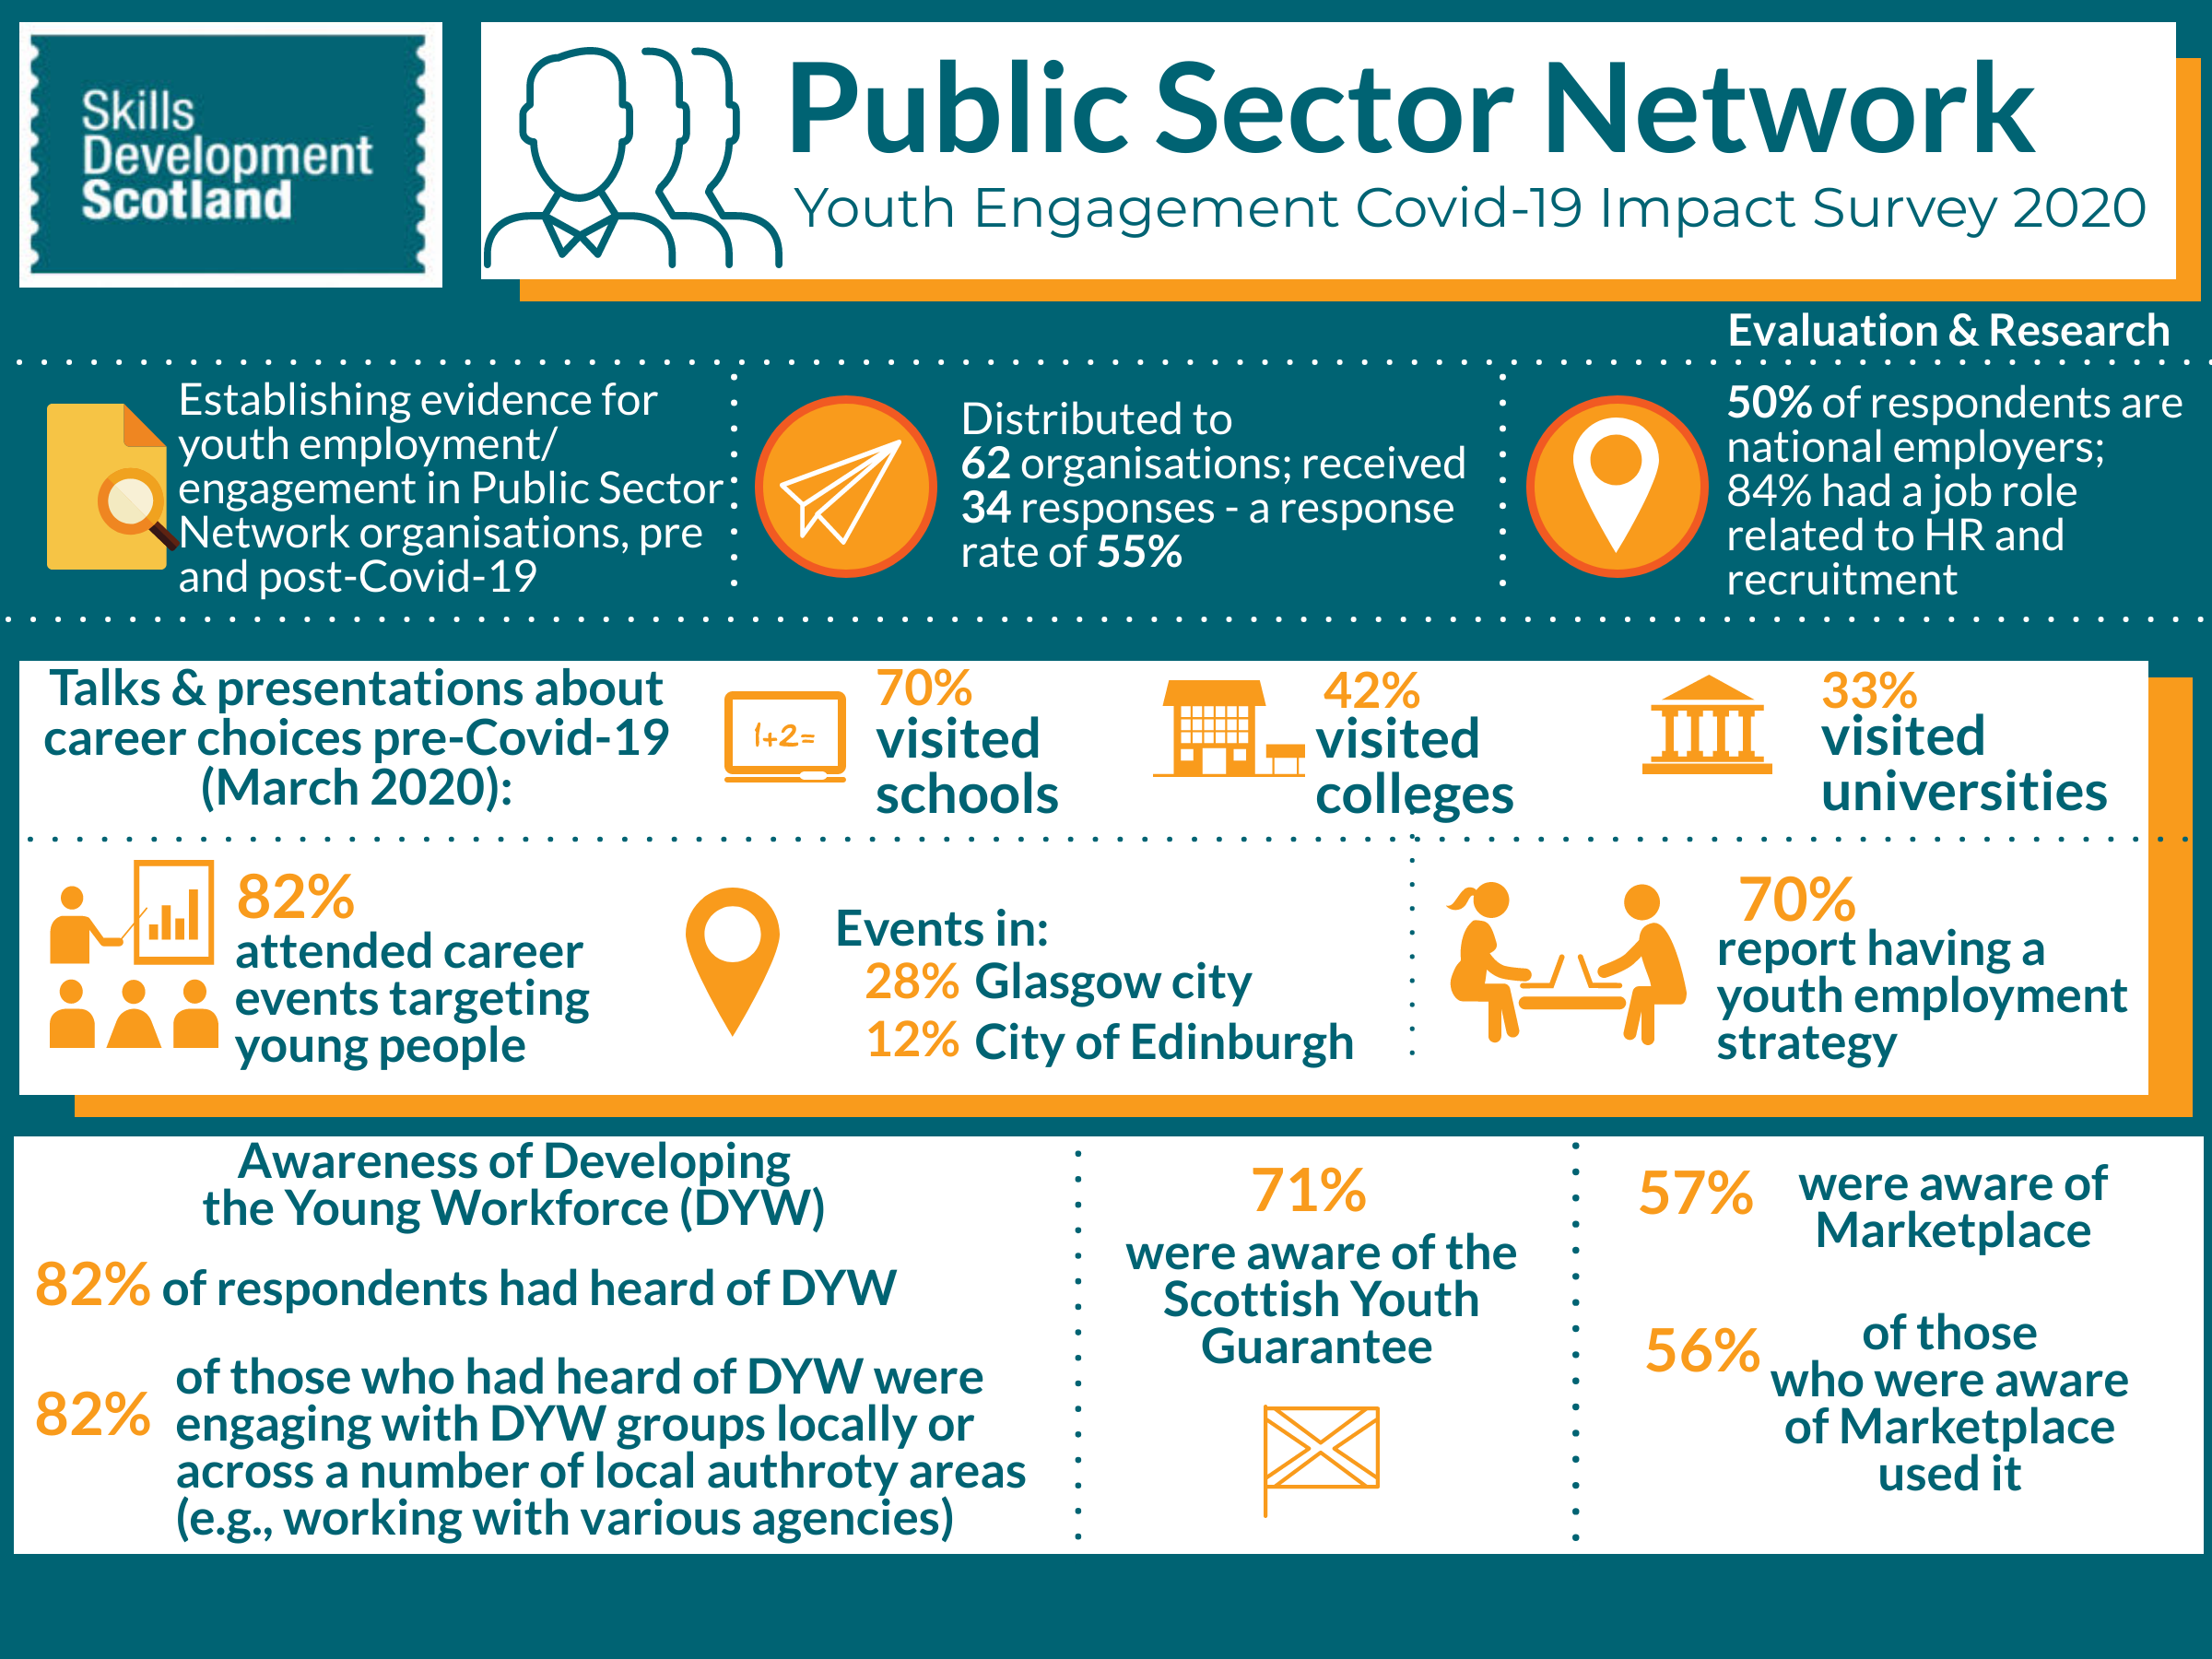 Skills
Development
Scotland
Public Sector Network
Youth Engagement Covid-19 Impact Survey 2020
Evaluation & Research
Establishing evidence for
youth employment/
engagement in Public Sector
Network organisations, pre
and post-Covid-19
Distributed to
62 organisations; received
34 responses - a response
rate of 55%
50% of respondents are
national employers;
84% had a job role
related to HR and
recruitment
Talks & presentations about
career choices pre-Covid-19
(March 2020):
1+2=
70%
visited
schools
42%
visited
colleges
33%
visited
universities
82%
attended career
events targeting
young people
Events in:
28% Glasgow city
12% City of Edinburgh
70%
report having a
youth employment
strategy
Awareness of Developing
the Young Workforce (DYW)
82% of respondents had heard of DYW
82%
of those who had heard of DYW were
engaging with DYW groups locally or
across a number of local authroty areas
(e.g., working with various agencies)
71%
were aware of the
Scottish Youth
Guarantee
57%
were aware of
Marketplace
56%
of those
who were aware
of Marketplace
used it